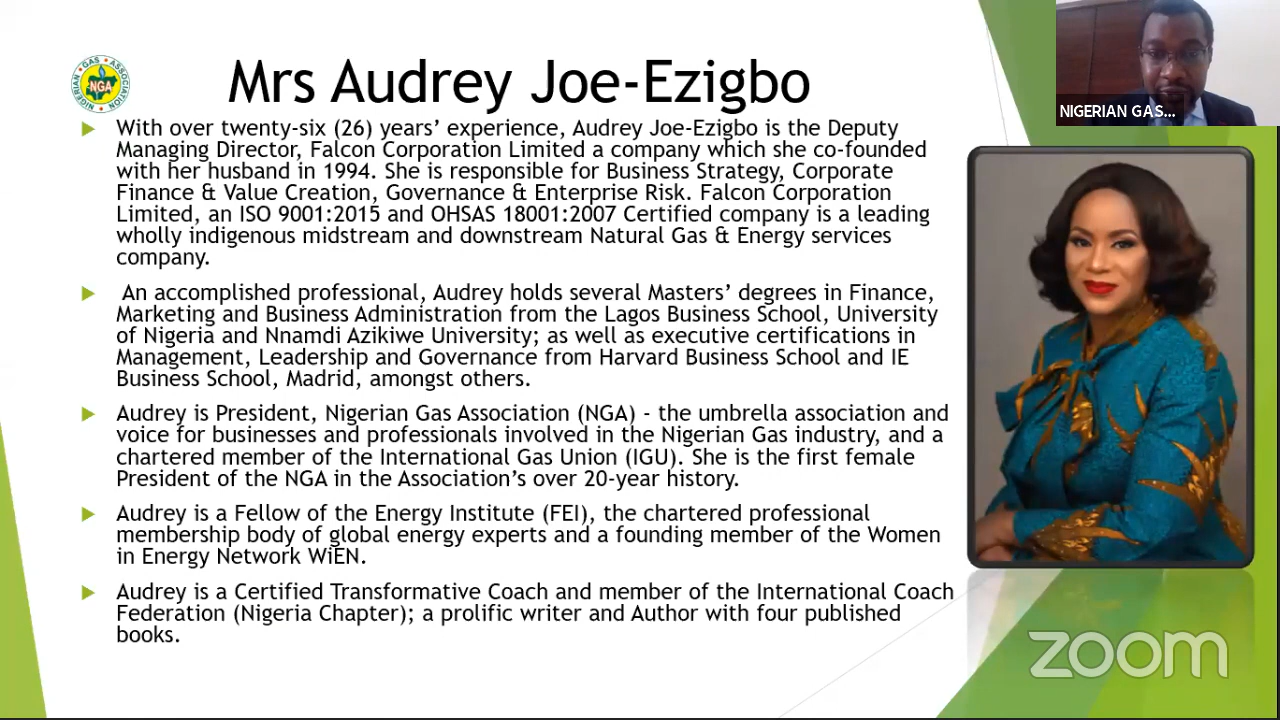 Mrs Audrey Joe-Ezigbo
NIGERIAN GAS ASSOCIATION
NGA
NIGERIAN GAS...
With over twenty-six (26) years’ experience, Audrey Joe-Ezigbo is the Deputy
Managing Director, Falcon Corporation Limited a company which she co-founded
with her husband in 1994. She is responsible for Business Strategy, Corporate
Finance & Value Creation, Governance & Enterprise Risk. Falcon Corporation
Limited, an ISO 9001:2015 and OHSAS 18001:2007 Certified company is a leading
wholly indigenous midstream and downstream Natural Gas & Energy services
company.
An accomplished professional, Audrey holds several Masters’ degrees in Finance,
Marketing and Business Administration from the Lagos Business School, University
of Nigeria and Nnamdi Azikiwe University; as well as executive certifications in
Management, Leadership and Governance from Harvard Business School and IE
Business School, Madrid, amongst others.
Audrey is President, Nigerian Gas Association (NGA) - the umbrella association and
voice for businesses and professionals involved in the Nigerian Gas industry, and a
chartered member of the International Gas Union (IGU). She is the first female
President of the NGA in the Association’s over 20-year history.
Audrey is a Fellow of the Energy Institute (FEI), the chartered professional
membership body of global energy experts and a founding member of the Women
in Energy Network WiEN.
Audrey is a Certified Transformative Coach and member of the International Coach
Federation (Nigeria Chapter); a prolific writer and Author with four published
books.
zoom